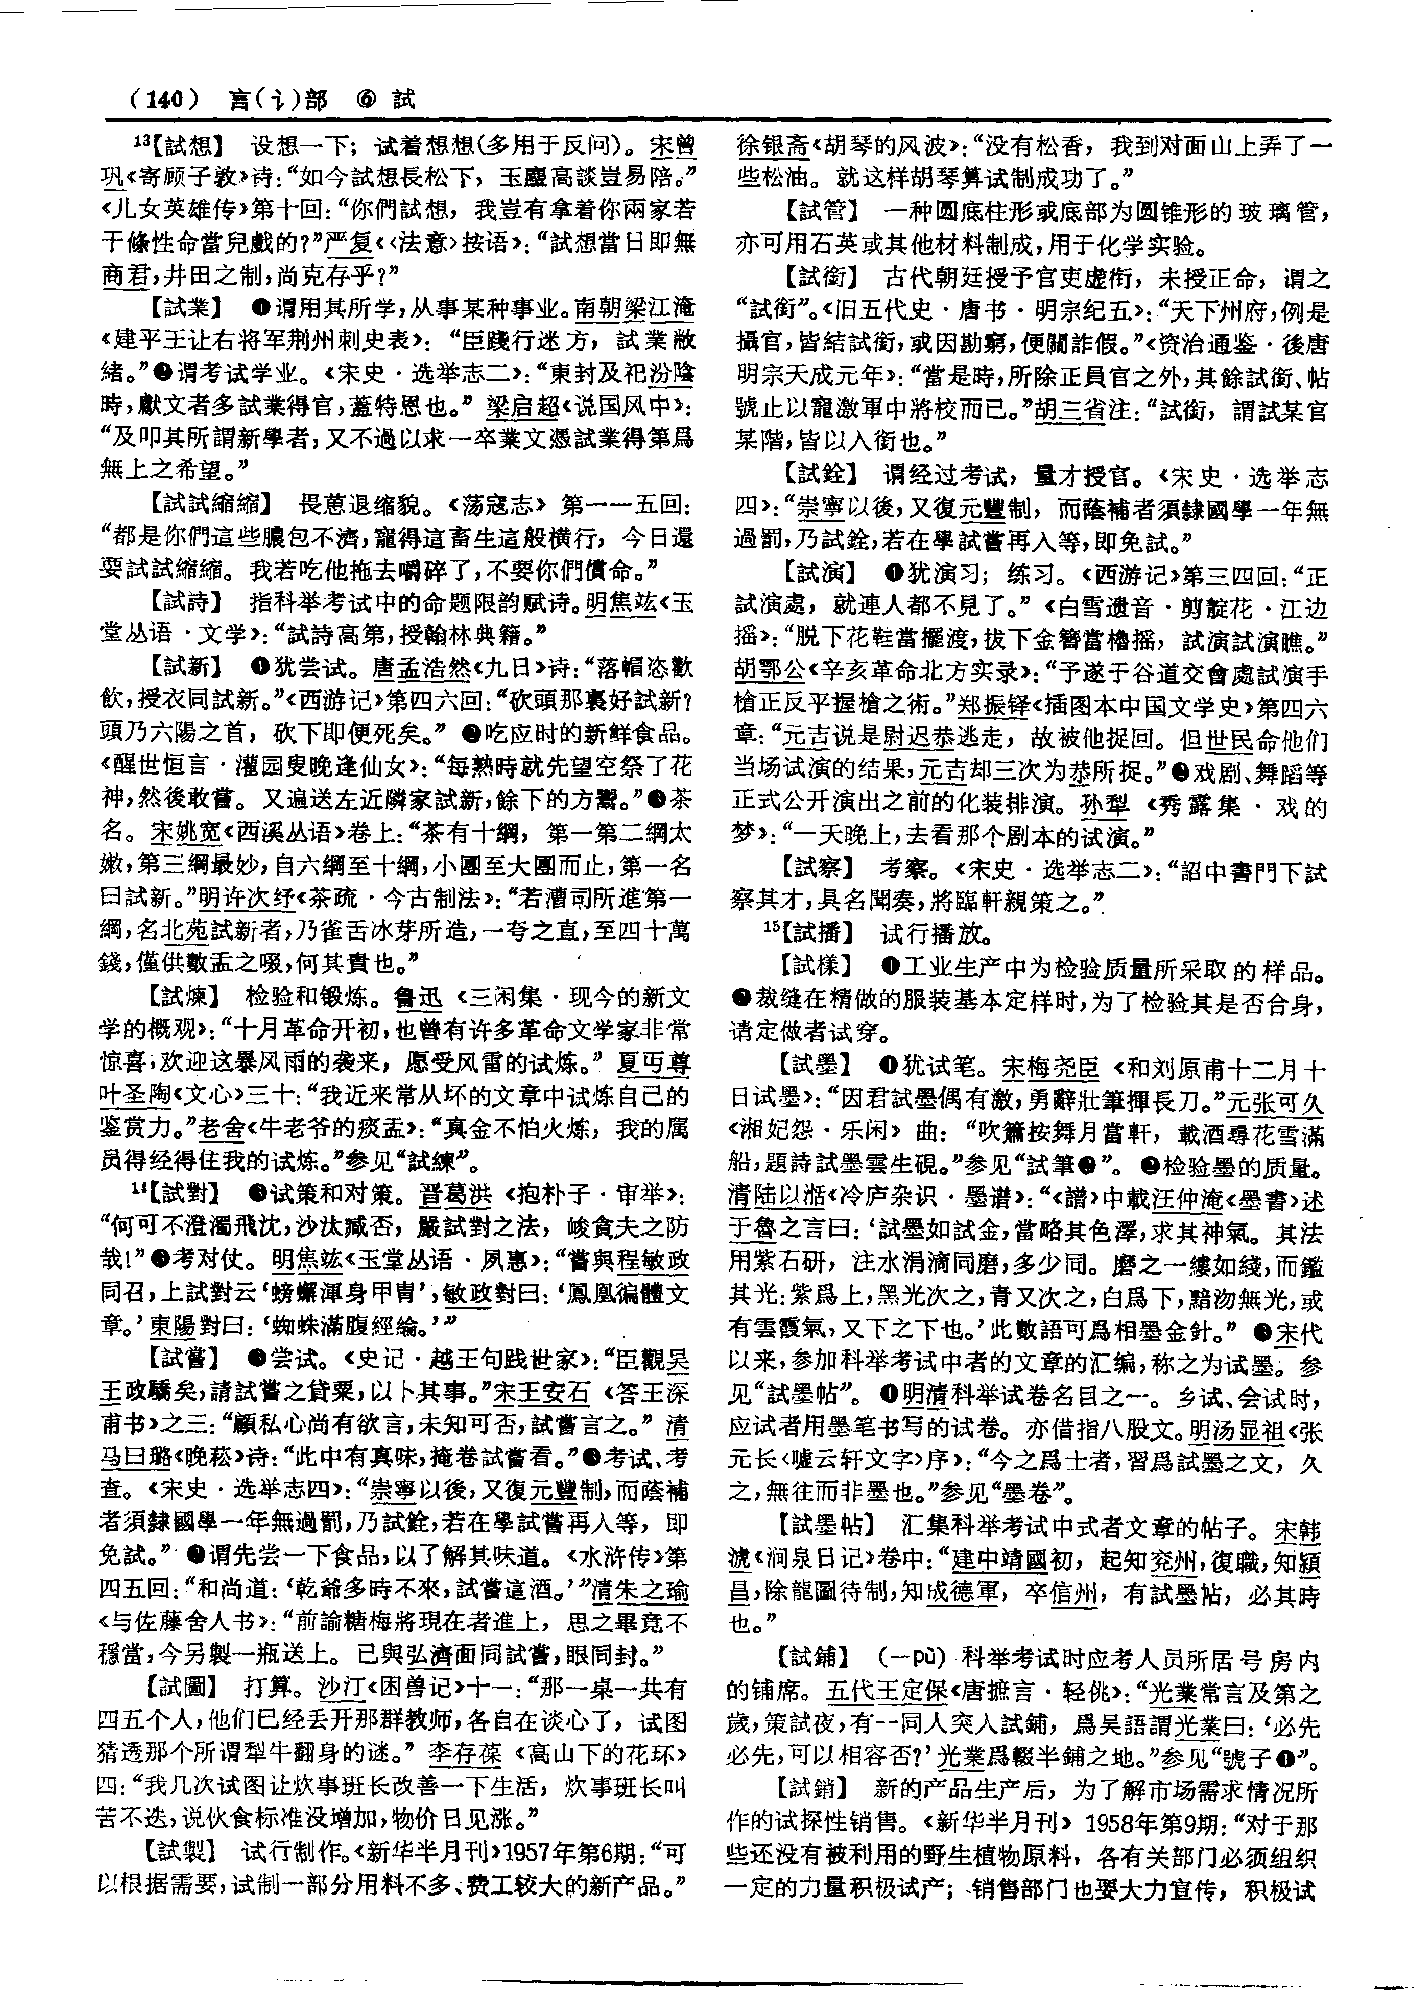 （140） 言(讠)部 ⑥ 試
13【試想】 设想一下；试着想想(多用于反问)。宋曾
巩《寄顾子敦》诗：“如今試想長松下，玉麈高談豈易陪。”
《儿女英雄传》第十回：“你們試想，我豈有拿着你兩家若
干條性命當兒戲的？”严复《〈法意〉按语》：“試想當日即無
商君，井田之制，尚克存乎？”
【試業】 ❶谓用其所学，从事某种事业。南朝梁江淹
《建平王让右将军荆州刺史表》：“臣踐行迷方，試業敝
緒。”❷谓考试学业。《宋史·选举志二》：“東封及祀汾陰
時，獻文者多試業得官，蓋特恩也。”梁启超《说国风中》：
“及叩其所謂新學者，又不過以求一卒業文憑試業得第爲
無上之希望。”
【試試縮縮】 畏葸退缩貌。《荡寇志》第一一五回：
“都是你們這些膿包不濟，寵得這畜生這般橫行，今日還
要試試縮縮。我若吃他拖去嚼碎了，不要你們償命。”
【試詩】 指科举考试中的命题限韵赋诗。明焦竑《玉
堂丛语·文学》：“試詩高第，授翰林典籍。”
【試新】 ❶犹尝试。唐孟浩然《九日》诗：“落帽恣歡
飲，授衣同試新。”《西游记》第四六回：“砍頭那裏好試新？
頭乃六陽之首，砍下即便死矣。”❷吃应时的新鲜食品。
《醒世恒言·灌园叟晚逢仙女》：“每熟時就先望空祭了花
神，然後敢嘗。又遍送左近隣家試新，餘下的方鬻。”❸茶
名。宋姚宽《西溪丛语》卷上：“茶有十綱，第一第二綱太
嫩，第三綱最妙，自六綱至十綱，小團至大團而止，第一名
曰試新。”明许次纾《茶疏·今古制法》：“若漕司所進第一
綱，名北苑試新者，乃雀舌冰芽所造，一夸之直，至四十萬
錢，僅供數盂之啜，何其貴也。”
【試煉】 检验和锻炼。鲁迅《三闲集·现今的新文
学的概观》：“十月革命开初，也曾有许多革命文学家非常
惊喜，欢迎这暴风雨的袭来，愿受风雷的试炼。”夏丏尊
叶圣陶《文心》三十：“我近来常从坏的文章中试炼自己的
鉴赏力。”老舍《牛老爷的痰盂》：“真金不怕火炼，我的属
员得经得住我的试炼。”参见“試練”。
14【試對】 ❶试策和对策。晋葛洪《抱朴子·审举》：
“何可不澄濁飛沈，沙汰臧否，嚴試對之法，峻貪夫之防
哉！”❷考对仗。明焦竑《玉堂丛语·夙惠》：“嘗與程敏政
同召，上試對云‘螃蠏渾身甲冑’，敏政對曰：‘鳳凰徧體文
章。’東陽對曰：‘蜘蛛滿腹經綸。’”
【試嘗】 ❶尝试。《史记·越王句践世家》：“臣觀吴
王政驕矣，請試嘗之貸粟，以卜其事。”宋王安石《答王深
甫书》之三：“顧私心尚有欲言，未知可否，試嘗言之。”清
马曰璐《晚菘》诗：“此中有真味，掩卷試嘗看。”❷考试、考
查。《宋史·选举志四》：“崇寧以後，又復元豐制，而蔭補
者須隸國學一年無過罰，乃試銓，若在學試嘗再入等，即
免試。”❸谓先尝一下食品，以了解其味道。《水浒传》第
四五回：“和尚道：‘乾爺多時不來，試嘗這酒。’”清朱之瑜
《与佐藤舍人书》：“前諭糖梅將現在者進上，思之畢竟不
穩當，今另製一瓶送上。已與弘濟面同試嘗，眼同封。”
【試圖】 打算。沙汀《困兽记》十一：“那一桌一共有
四五个人，他们已经丢开那群教师，各自在谈心了，试图
猜透那个所谓犁牛翻身的谜。”李存葆《高山下的花环》
四：“我几次试图让炊事班长改善一下生活，炊事班长叫
苦不迭，说伙食标准没增加，物价日见涨。”
【試製】 试行制作。《新华半月刊》1957年第6期：“可
以根据需要，试制一部分用料不多、费工较大的新产品。”
徐银斋《胡琴的风波》：“没有松香，我到对面山上弄了一
些松油。就这样胡琴算试制成功了。”
【試管】 一种圆底柱形或底部为圆锥形的玻璃管，
亦可用石英或其他材料制成，用于化学实验。
【試銜】 古代朝廷授予官吏虚衔，未授正命，谓之
“試銜”。《旧五代史·唐书·明宗纪五》：“天下州府，例是
攝官，皆結試銜，或因勘窮，便關詐假。”《资治通鉴·後唐
明宗天成元年》：“當是時，所除正員官之外，其餘試銜、帖
號止以寵激軍中將校而已。”胡三省注：“試銜，謂試某官
某階，皆以入銜也。”
【試銓】 谓经过考试，量才授官。《宋史·选举志
四》：“崇寧以後，又復元豐制，而蔭補者須隸國學一年無
過罰，乃試銓，若在學試嘗再入等，即免試。”
【試演】 ❶犹演习；练习。《西游记》第三四回：“正
試演處，就連人都不見了。”《白雪遗音·剪靛花·江边
摇》：“脱下花鞋當擺渡，拔下金簪當櫓摇，試演試演瞧。”
胡鄂公《辛亥革命北方实录》：“予遂于谷道交會處試演手
槍正反平握槍之術。”郑振铎《插图本中国文学史》第四六
章：“元吉说是尉迟恭逃走，故被他捉回。但世民命他们
当场试演的结果，元吉却三次为恭所捉。”❷戏剧、舞蹈等
正式公开演出之前的化装排演。孙犁《秀露集·戏的
梦》：“一天晚上，去看那个剧本的试演。”
【試察】 考察。《宋史·选举志二》：“詔中書門下試
察其才，具名聞奏，將臨軒親策之。”
15【試播】 试行播放。
【試樣】 ❶工业生产中为检验质量所采取的样品。
❷裁缝在精做的服装基本定样时，为了检验其是否合身，
请定做者试穿。
【試墨】 ❶犹试笔。宋梅尧臣《和刘原甫十二月十
日试墨》：“因君試墨偶有激，勇辭壯筆揮長刀。”元张可久
《湘妃怨·乐闲》曲：“吹簫按舞月當軒，載酒尋花雪滿
船，題詩試墨雲生硯。”参见“試筆❶”。❷检验墨的质量。
清陆以湉《冷庐杂识·墨谱》：“《譜》中載汪仲淹《墨書》述
于魯之言曰：‘試墨如試金，當略其色澤，求其神氣。其法
用紫石研，注水涓滴同磨，多少同。磨之一縷如綫，而鑑
其光：紫爲上，黑光次之，青又次之，白爲下，黯沕無光，或
有雲霞氣，又下之下也。’此數語可爲相墨金針。”❸宋代
以来，参加科举考试中者的文章的汇编，称之为试墨。参
见“試墨帖”。❹明清科举试卷名目之一。乡试、会试时，
应试者用墨笔书写的试卷。亦借指八股文。明汤显祖《张
元长〈嘘云轩文字〉序》：“今之爲士者，習爲試墨之文，久
之，無往而非墨也。”参见“墨卷”。
【試墨帖】 汇集科举考试中式者文章的帖子。宋韩
淲《涧泉日记》卷中：“建中靖國初，起知兖州，復職，知潁
昌，除龍圖待制，知成德軍，卒信州，有試墨帖，必其時
也。”
【試鋪】 (—pù) 科举考试时应考人员所居号房内
的铺席。五代王定保《唐摭言·轻佻》：“光業常言及第之
歲，策試夜，有一同人突入試鋪，爲吴語謂光業曰：‘必先
必先，可以相容否？’光業爲輟半鋪之地。”参见“號子❶”。
【試銷】 新的产品生产后，为了解市场需求情况所
作的试探性销售。《新华半月刊》1958年第9期：“对于那
些还没有被利用的野生植物原料，各有关部门必须组织
一定的力量积极试产；销售部门也要大力宣传，积极试